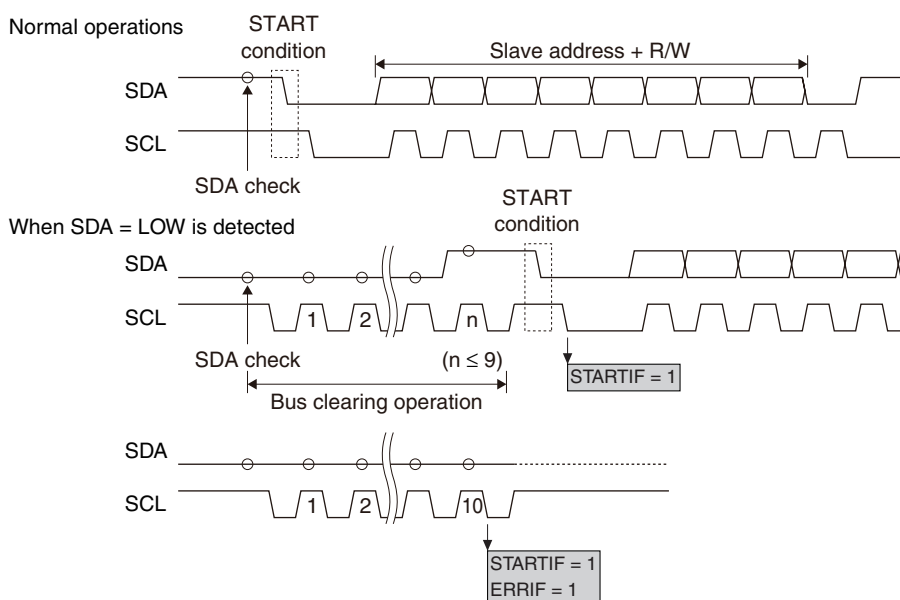 Normal operations
START
condition
Slave address + R/W
SDA
SCL
SDA check
START
condition
When SDA = LOW is detected
SDA
SCL
1
2
n
SDA check
(n ≤ 9)
STARTIF = 1
Bus clearing operation
SDA
SCL
1
2
10
STARTIF = 1
ERRIF = 1